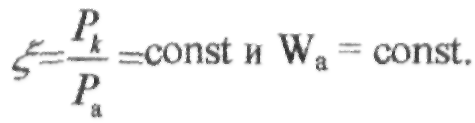 ξ = P_k / P_a = const и W_a = const.